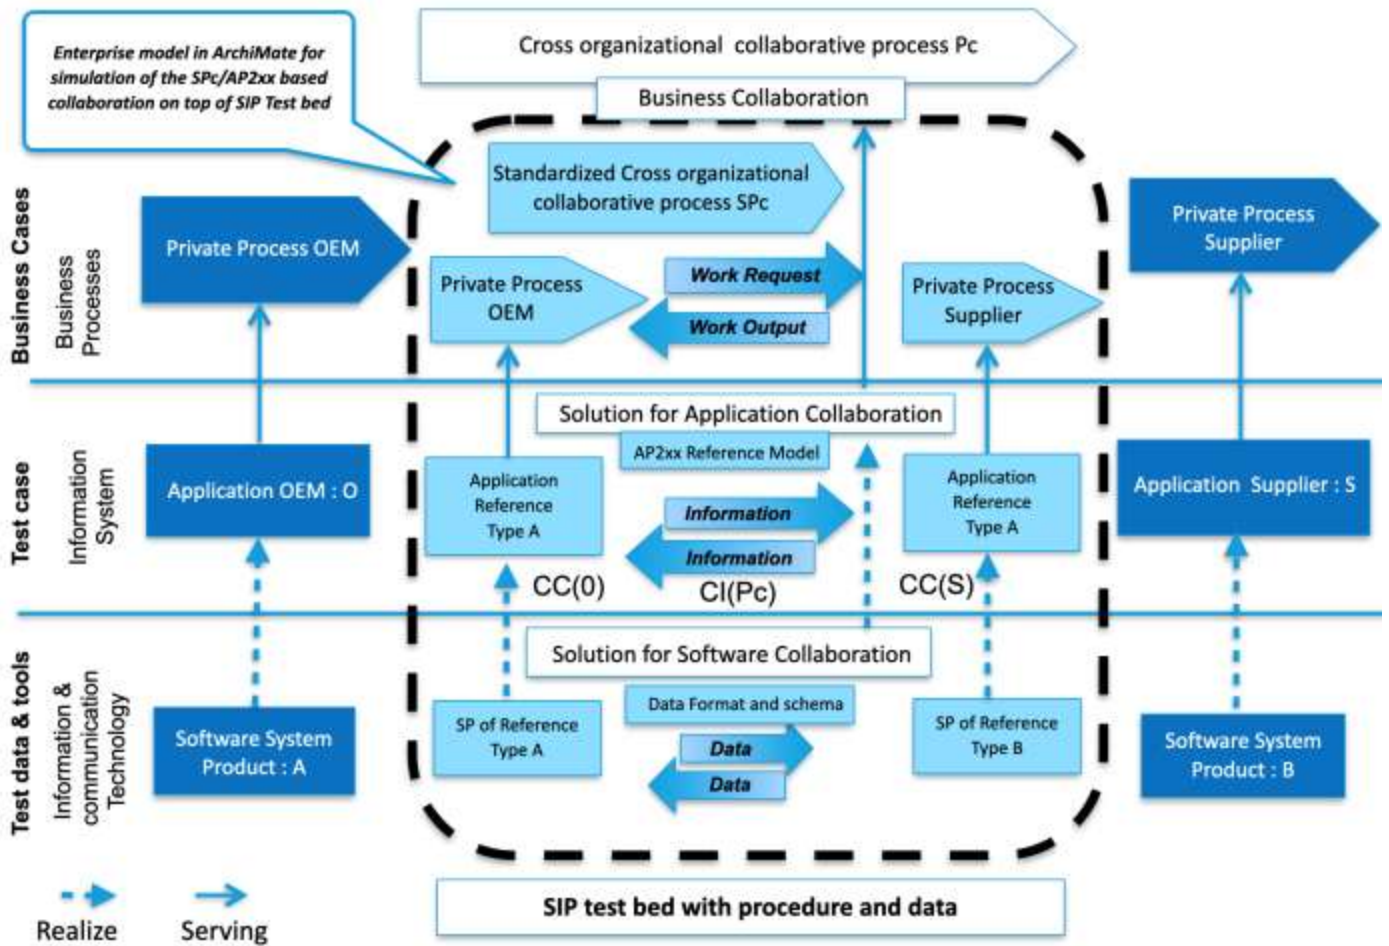 Enterprise model in ArchiMate for
simulation of the SPc/AP2xx based
collaboration on top of SIP Test bed
Cross organizational collaborative process Pc
Business Collaboration
Standardized Cross organizational
collaborative process SPc
Business Cases
Business
Processes
Private Process OEM
Private Process
OEM
Work Request
Work Output
Private Process
Supplier
Private Process
Supplier
Test case
Information
System
Application OEM : O
Solution for Application Collaboration
AP2xx Reference Model
Application
Reference
Type A
Information
Information
Application
Reference
Type A
Application Supplier : S
CC(0)
CI(Pc)
CC(S)
Test data & tools
Information &
communication
Technology
Software System
Product : A
Solution for Software Collaboration
Data Format and schema
SP of Reference
Type A
Data
Data
SP of Reference
Type B
Software System
Product : B
Realize
Serving
SIP test bed with procedure and data